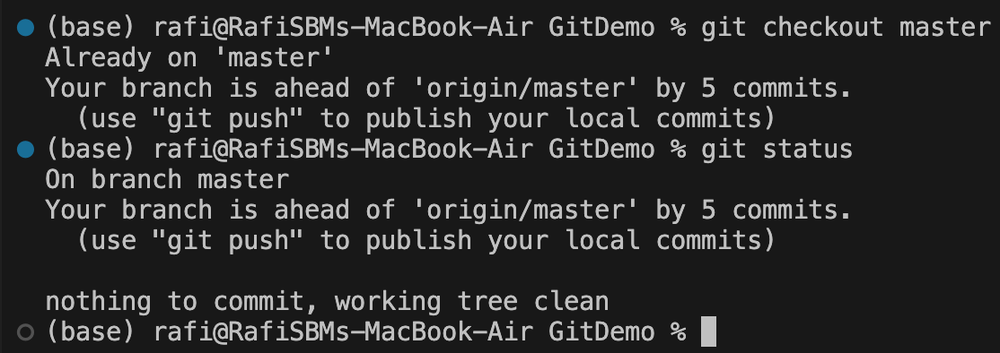 (base) rafi@RafiSBMs-MacBook-Air GitDemo % git checkout master
Already on 'master'
Your branch is ahead of 'origin/master' by 5 commits.
  (use "git push" to publish your local commits)
(base) rafi@RafiSBMs-MacBook-Air GitDemo % git status
On branch master
Your branch is ahead of 'origin/master' by 5 commits.
  (use "git push" to publish your local commits)

nothing to commit, working tree clean
(base) rafi@RafiSBMs-MacBook-Air GitDemo %